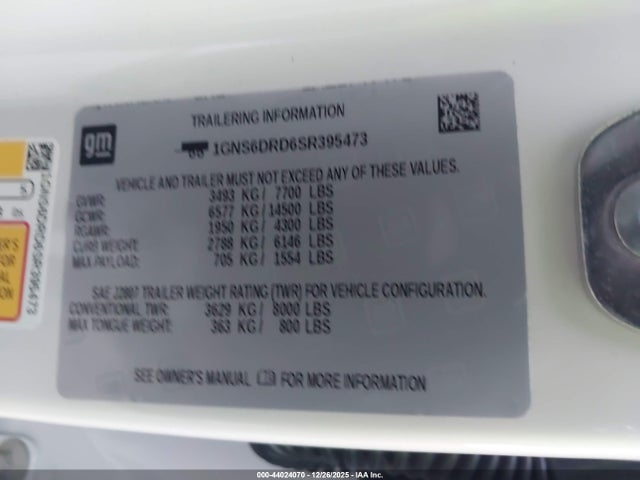 TRAILERING INFORMATION
gm
1GNS6DRD6SR395473
VEHICLE AND TRAILER MUST NOT EXCEED ANY OF THESE VALUES.
GVWR: 3493 KG / 7700 LBS
GCWR: 6577 KG / 14500 LBS
RGAWR: 1950 KG / 4300 LBS
CURB WEIGHT: 2788 KG / 6146 LBS
MAX PAYLOAD: 705 KG / 1554 LBS
SAE J2807 TRAILER WEIGHT RATING (TWR) FOR VEHICLE CONFIGURATION.
CONVENTIONAL TWR: 3629 KG / 8000 LBS
MAX TONGUE WEIGHT: 363 KG / 800 LBS
SEE OWNER'S MANUAL FOR MORE INFORMATION
1GNS6DRD6SR395473
000-44024070 - 12/26/2025 - IAA Inc.